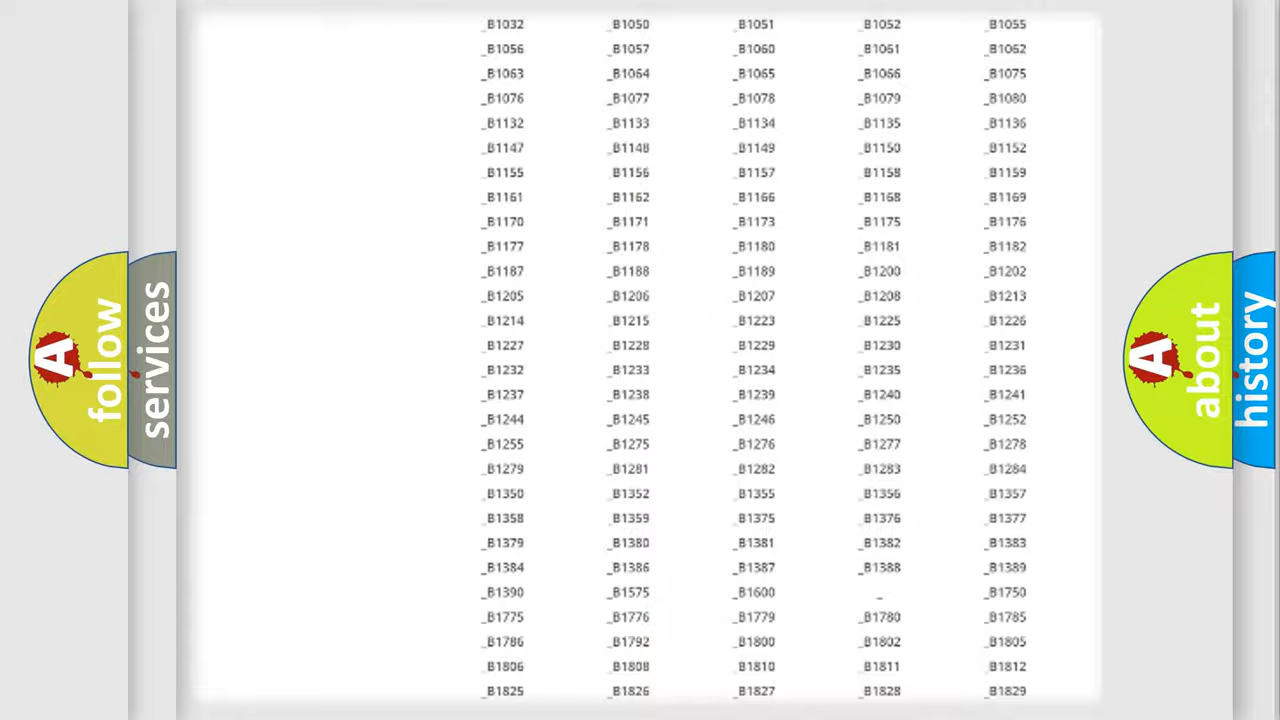 _B1032 _B1050 _B1051 _B1052 _B1055
_B1056 _B1057 _B1060 _B1061 _B1062
_B1063 _B1064 _B1065 _B1066 _B1075
_B1076 _B1077 _B1078 _B1079 _B1080
_B1132 _B1133 _B1134 _B1135 _B1136
_B1147 _B1148 _B1149 _B1150 _B1152
_B1155 _B1156 _B1157 _B1158 _B1159
_B1161 _B1162 _B1166 _B1168 _B1169
_B1170 _B1171 _B1173 _B1175 _B1176
_B1177 _B1178 _B1180 _B1181 _B1182
_B1187 _B1188 _B1189 _B1200 _B1202
_B1205 _B1206 _B1207 _B1208 _B1213
_B1214 _B1215 _B1223 _B1225 _B1226
_B1227 _B1228 _B1229 _B1230 _B1231
_B1232 _B1233 _B1234 _B1235 _B1236
_B1237 _B1238 _B1239 _B1240 _B1241
_B1244 _B1245 _B1246 _B1250 _B1252
_B1255 _B1275 _B1276 _B1277 _B1278
_B1279 _B1281 _B1282 _B1283 _B1284
_B1350 _B1352 _B1355 _B1356 _B1357
_B1358 _B1359 _B1375 _B1376 _B1377
_B1379 _B1380 _B1381 _B1382 _B1383
_B1384 _B1386 _B1387 _B1388 _B1389
_B1390 _B1575 _B1600 _ _B1750
_B1775 _B1776 _B1779 _B1780 _B1785
_B1786 _B1792 _B1800 _B1802 _B1805
_B1806 _B1808 _B1810 _B1811 _B1812
_B1825 _B1826 _B1827 _B1828 _B1829
A follow
services
A about
history